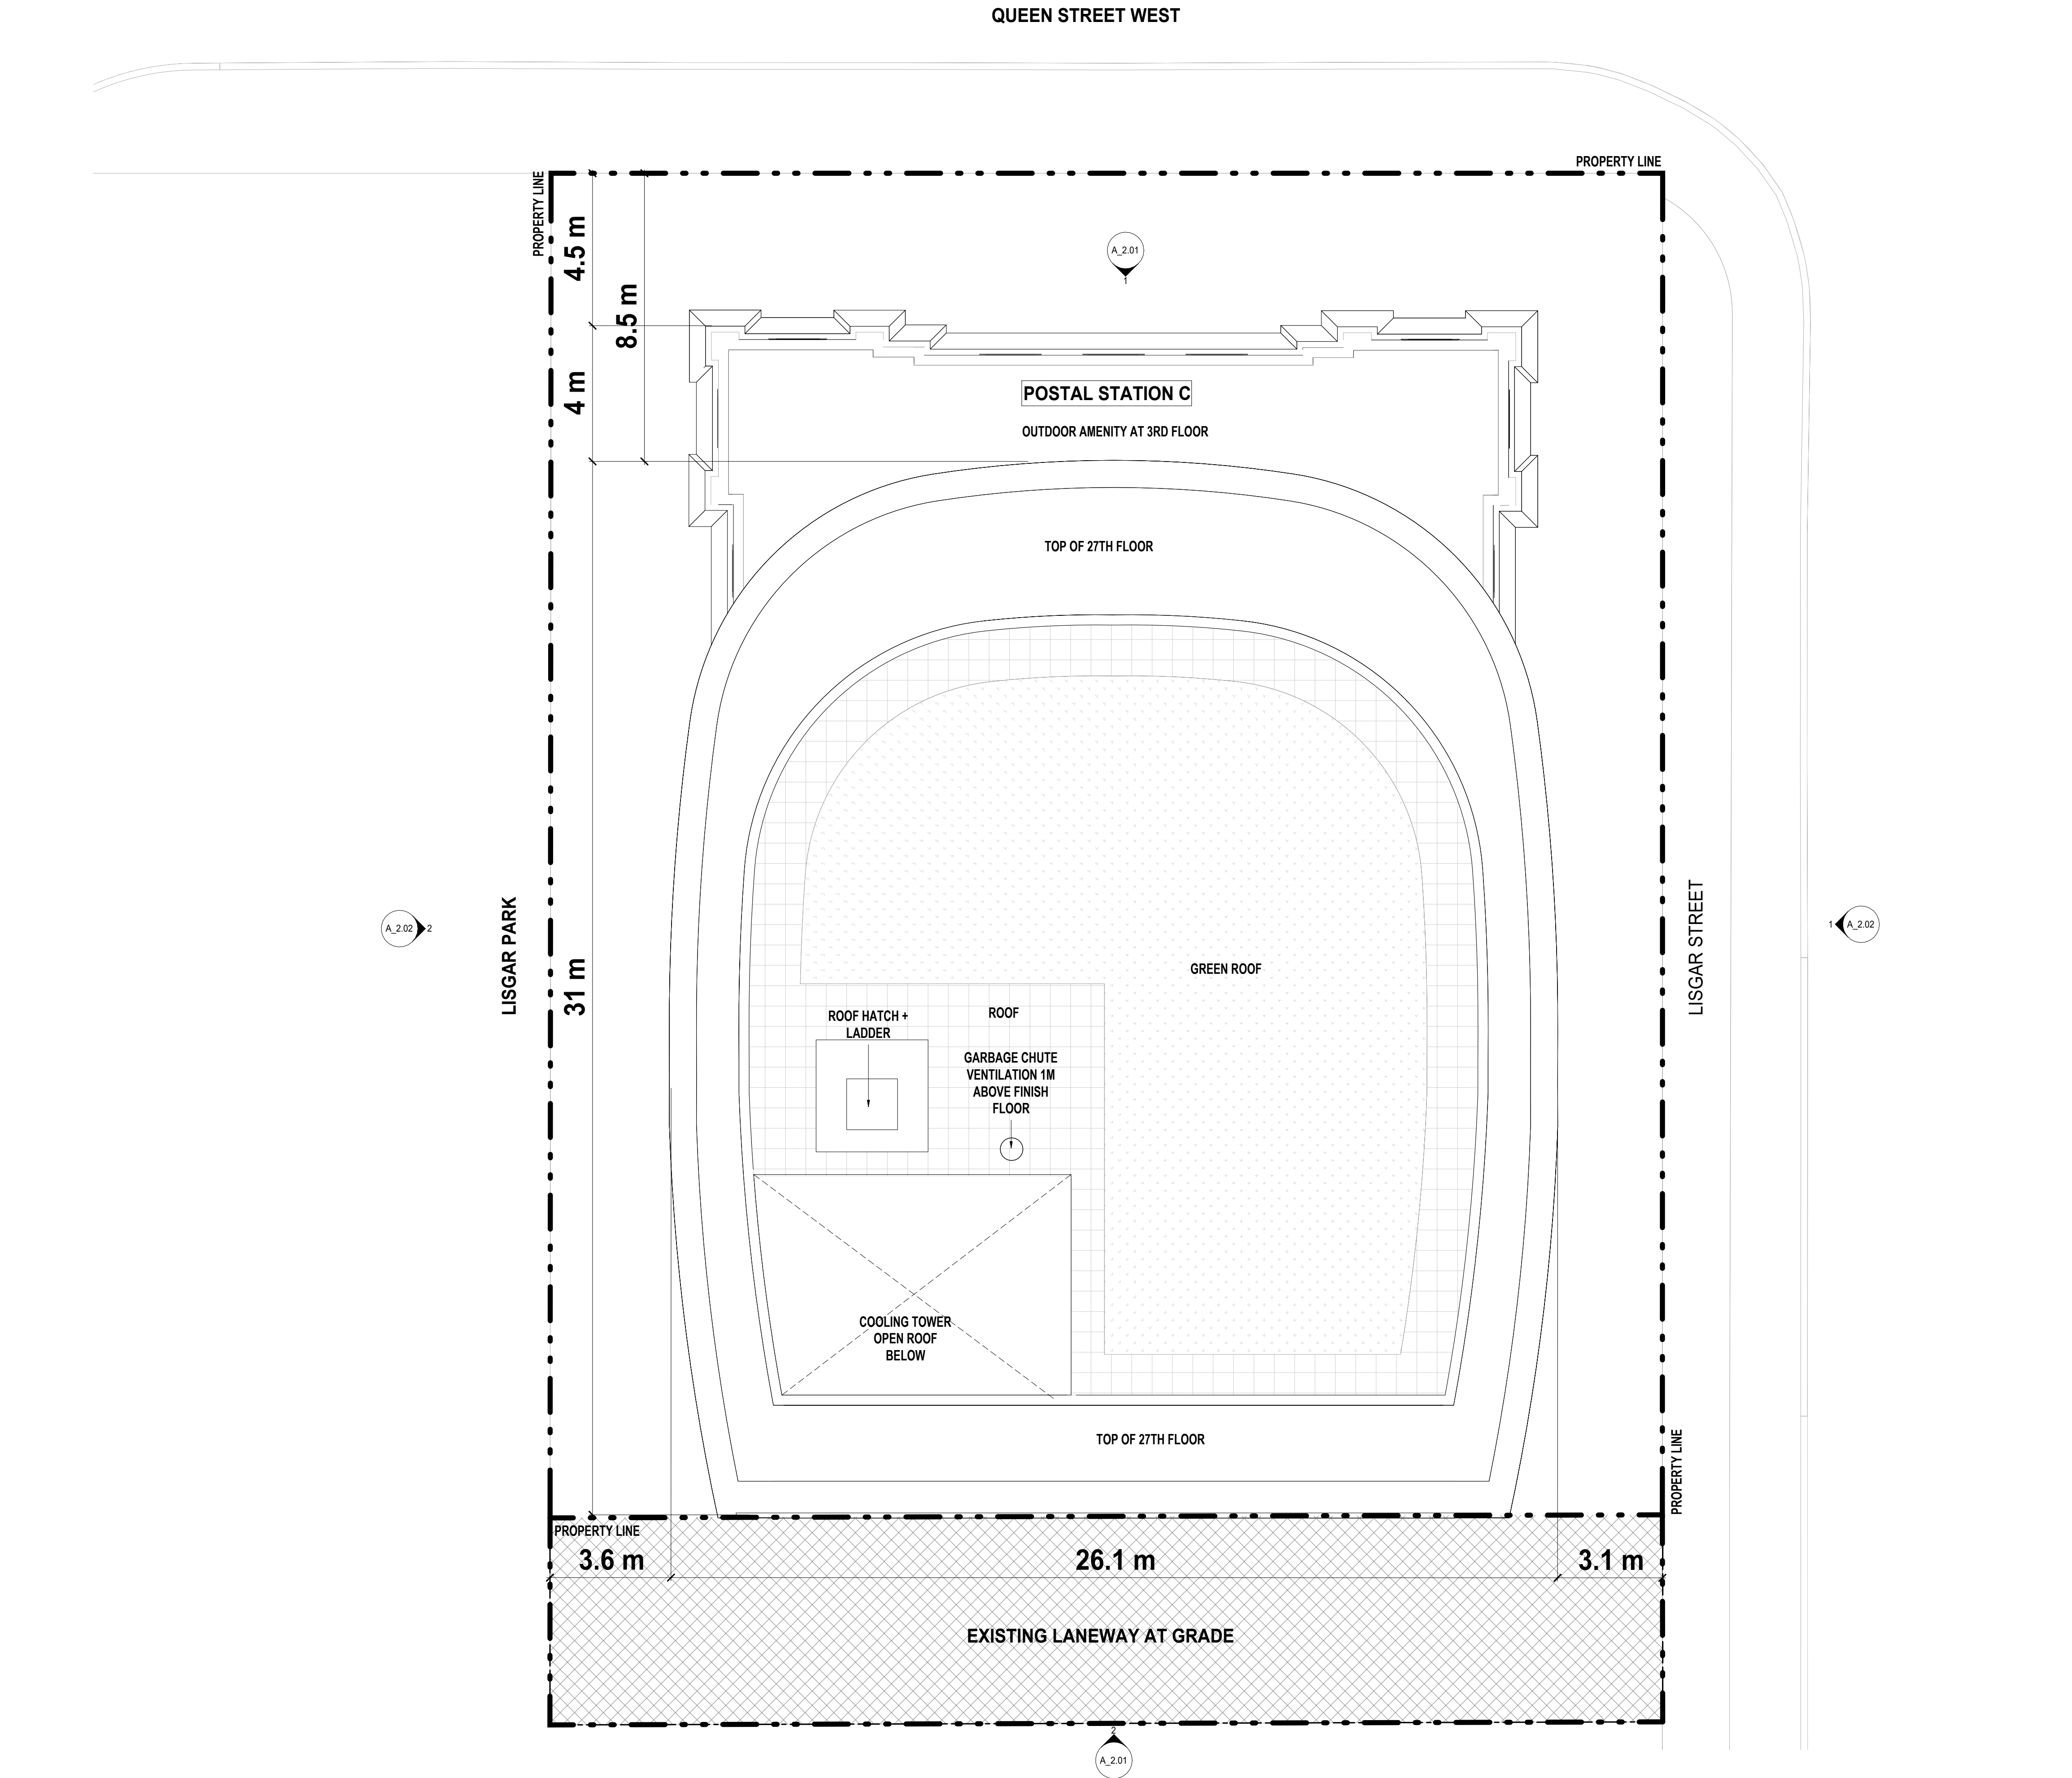 QUEEN STREET WEST
PROPERTY LINE
PROPERTY LINE
4.5 m
8.5 m
4 m
A_2.01
1
POSTAL STATION C
OUTDOOR AMENITY AT 3RD FLOOR
TOP OF 27TH FLOOR
LISGAR PARK
A_2.02
2
31 m
GREEN ROOF
ROOF
ROOF HATCH +
LADDER
GARBAGE CHUTE
VENTILATION 1M
ABOVE FINISH
FLOOR
LISGAR STREET
1
A_2.02
COOLING TOWER
OPEN ROOF
BELOW
TOP OF 27TH FLOOR
PROPERTY LINE
PROPERTY LINE
3.6 m
26.1 m
3.1 m
EXISTING LANEWAY AT GRADE
2
A_2.01